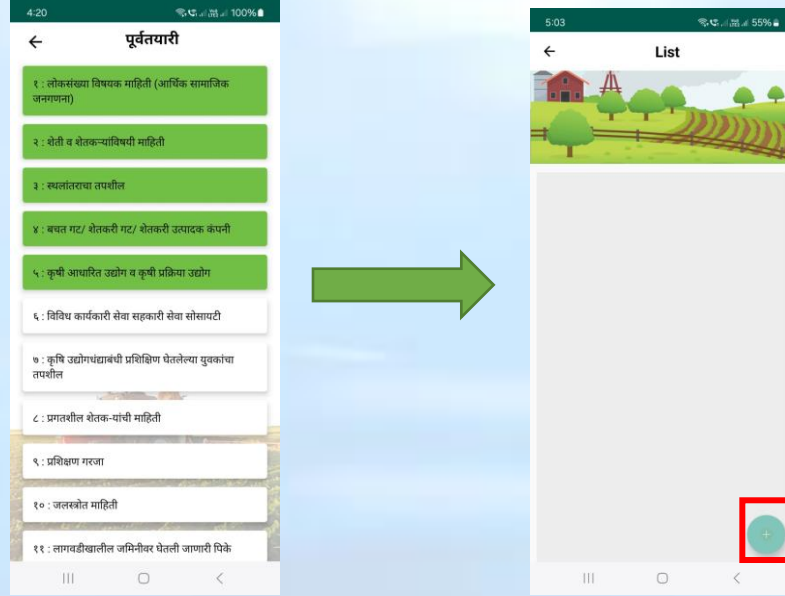 4:20
100%
पूर्वतयारी
१ : लोकसंख्या विषयक माहिती (आर्थिक सामाजिक
जनगणना)
२ : शेती व शेतकऱ्यांविषयी माहिती
३ : स्थलांतराचा तपशील
४ : बचत गट/ शेतकरी गट/ शेतकरी उत्पादक कंपनी
५ : कृषी आधारित उद्योग व कृषी प्रक्रिया उद्योग
६ : विविध कार्यकारी सेवा सहकारी सेवा सोसायटी
७ : कृषि उद्योगधंद्याबंधी प्रशिक्षिण घेतलेल्या युवकांचा
तपशील
८ : प्रगतशील शेतक-यांची माहिती
९ : प्रशिक्षण गरजा
१० : जलस्त्रोत माहिती
११ : लागवडीखालील जमिनीवर घेतली जाणारी पिके
5:03
55%
List